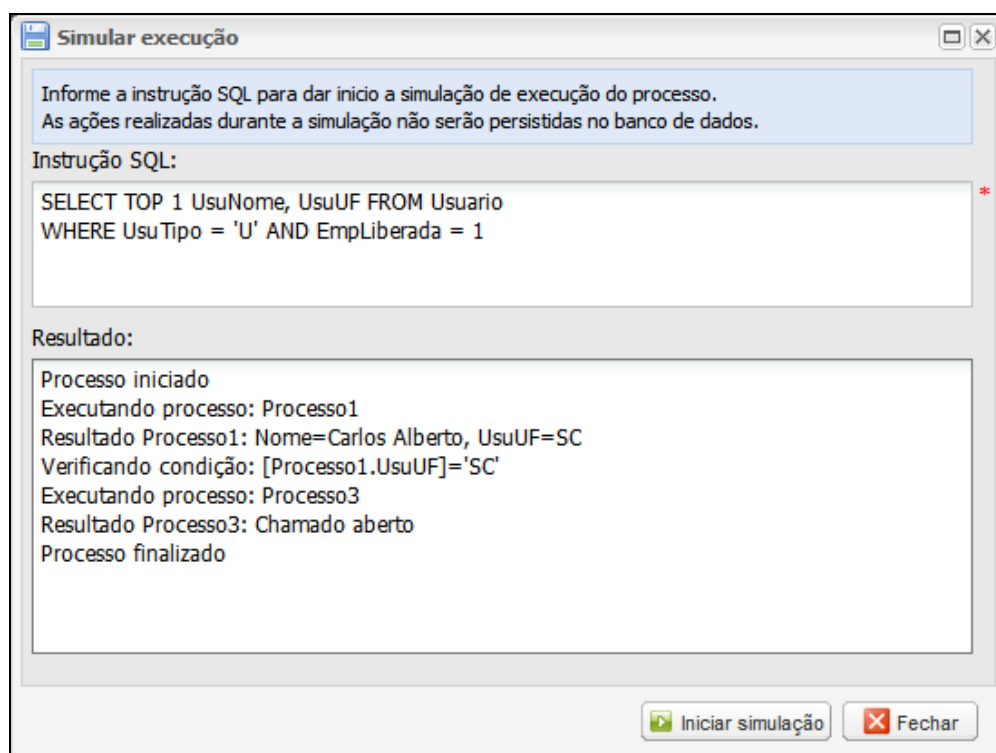 Simular execução
Informe a instrução SQL para dar inicio a simulação de execução do processo.
As ações realizadas durante a simulação não serão persistidas no banco de dados.
Instrução SQL:
SELECT TOP 1 UsuNome, UsuUF FROM Usuario
WHERE UsuTipo = 'U' AND EmpLiberada = 1
*
Resultado:
Processo iniciado
Executando processo: Processo1
Resultado Processo1: Nome=Carlos Alberto, UsuUF=SC
Verificando condição: [Processo1.UsuUF]='SC'
Executando processo: Processo3
Resultado Processo3: Chamado aberto
Processo finalizado
Iniciar simulação Fechar